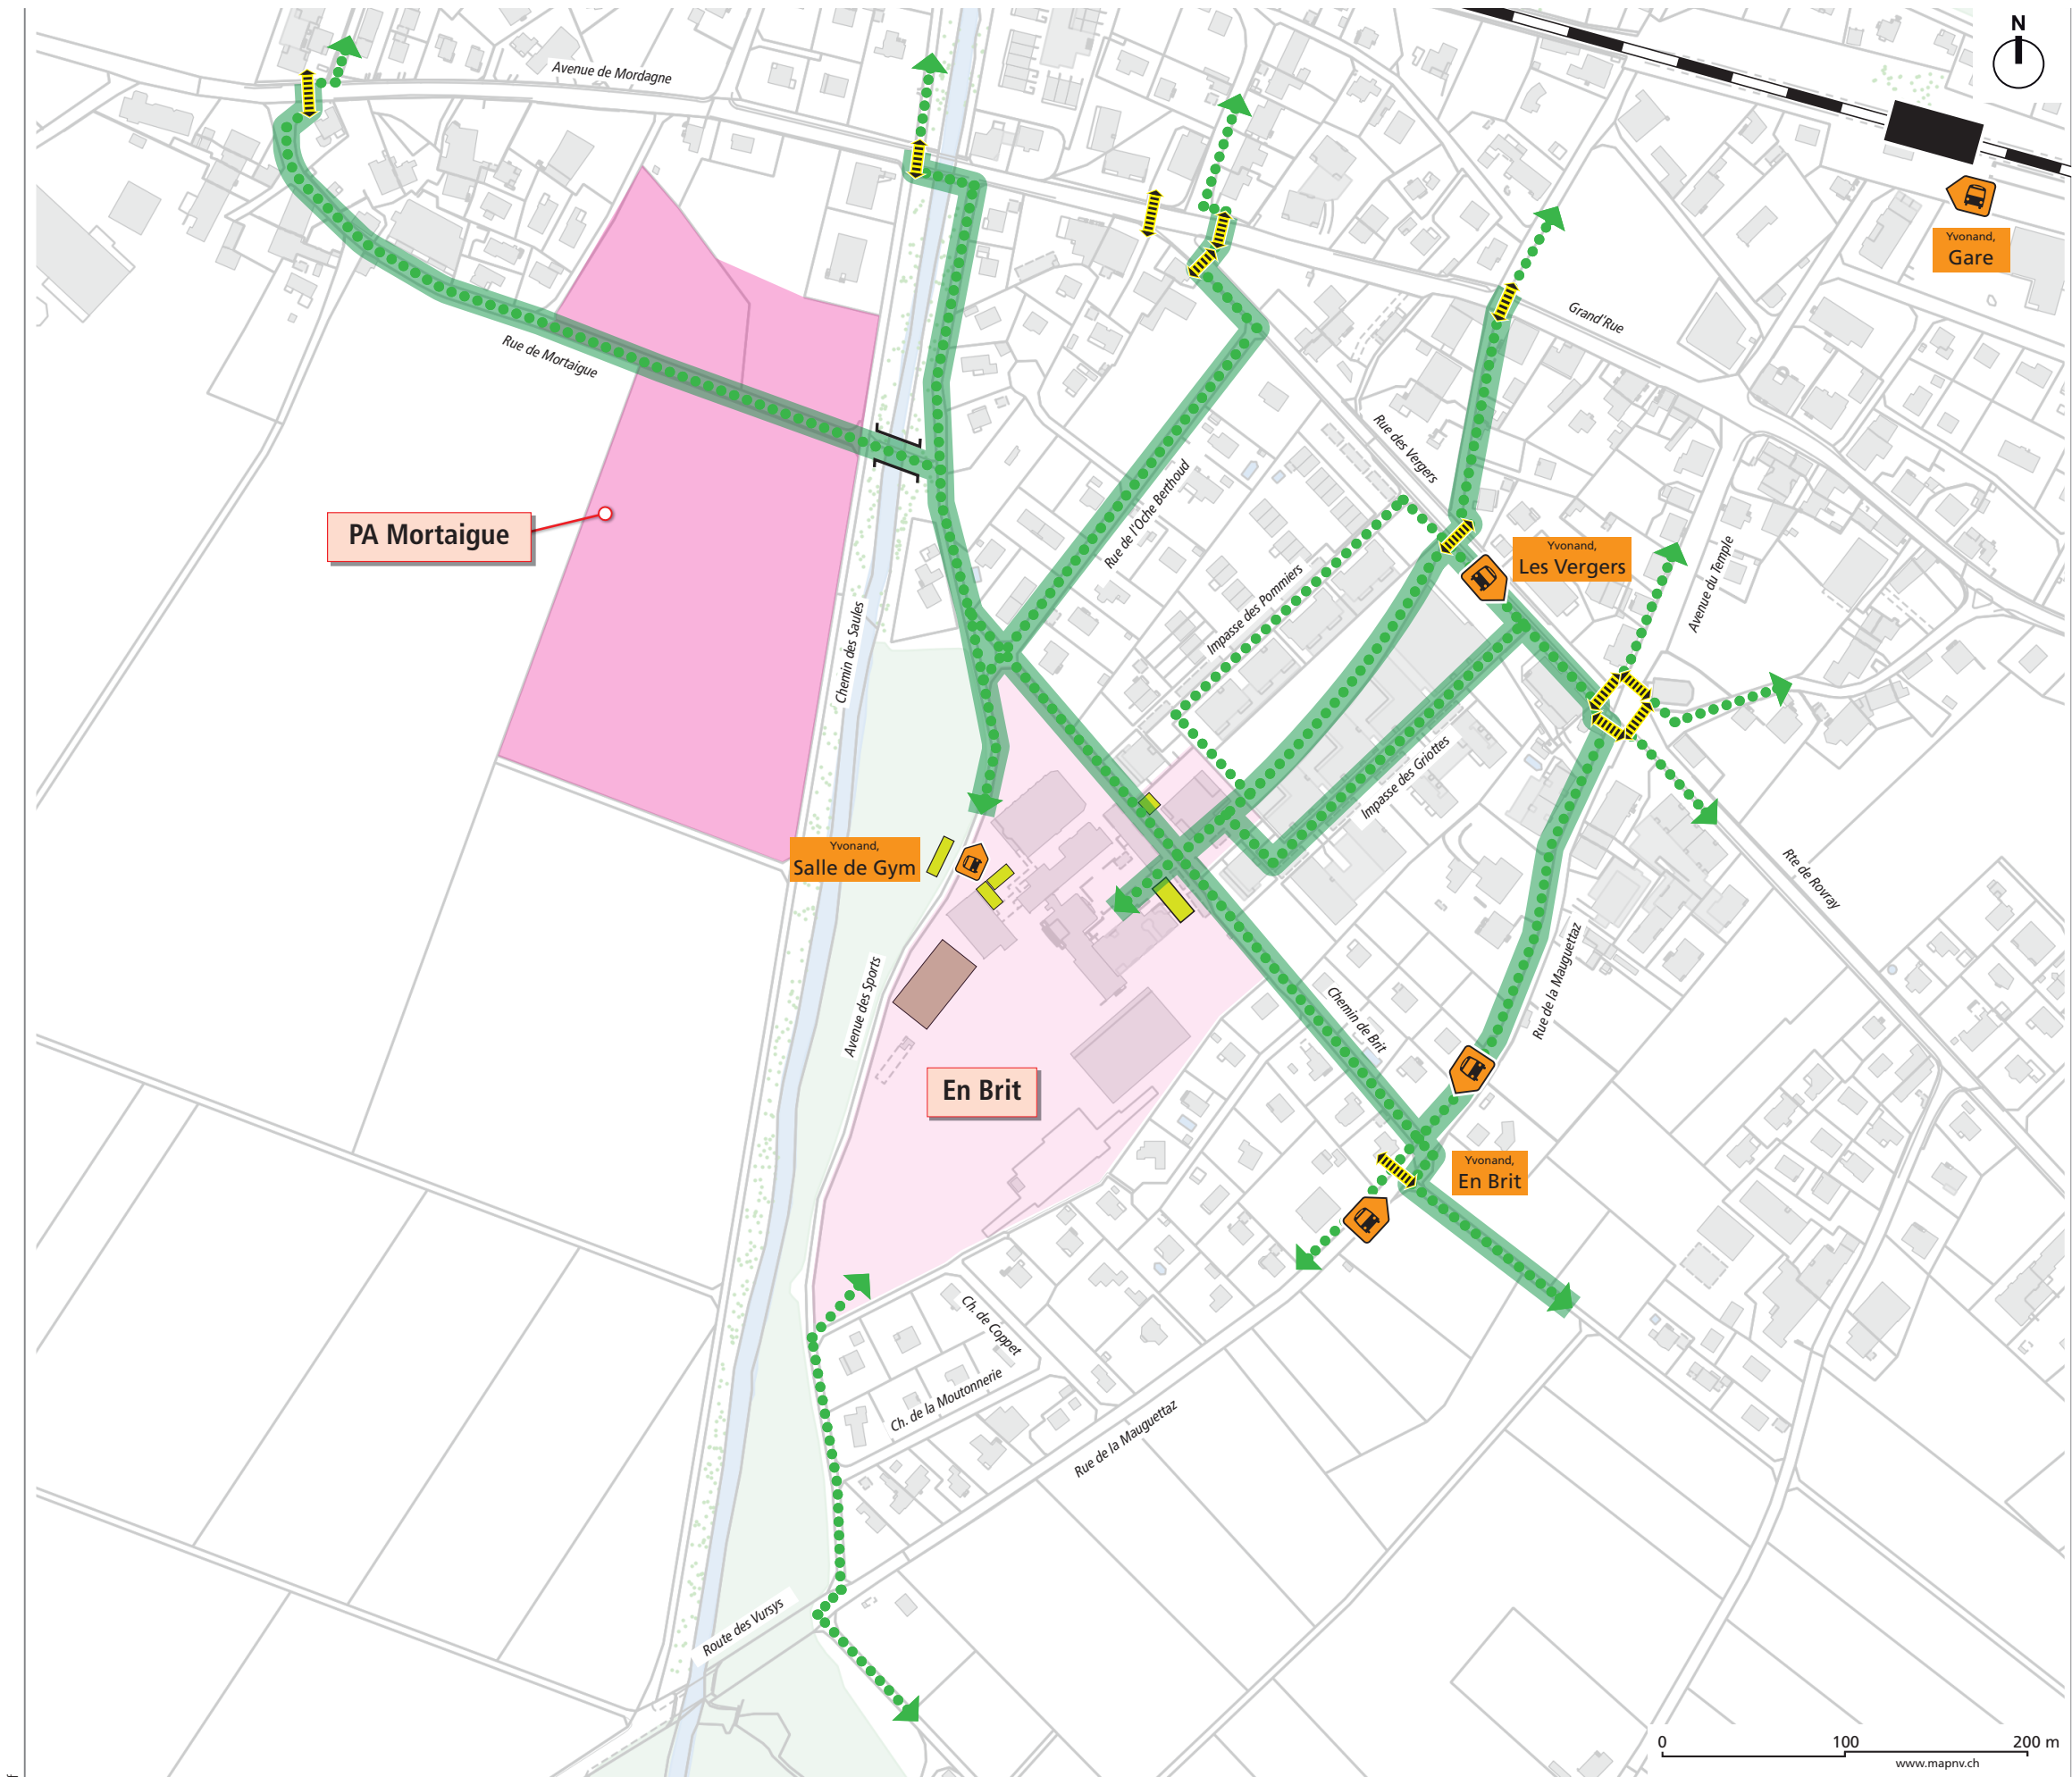 N
Avenue de Mordagne
Yvonand,
Gare
Grand'Rue
Rue de Mortaigue
Rue des Vergers
Rue de l'Oche Berthoud
PA Mortaigue
Yvonand,
Les Vergers
Avenue du Temple
Impasse des Pommiers
Chemin des Saules
Impasse des Griottes
Yvonand,
Salle de Gym
Rte de Rovray
Rue de la Mauguettaz
Avenue des Sports
Chemin de Brit
En Brit
Yvonand,
En Brit
Ch. de Coppet
Ch. de la Moutonnerie
Rue de la Mauguettaz
Route des Vursys
0 100 200 m
www.mapnv.ch